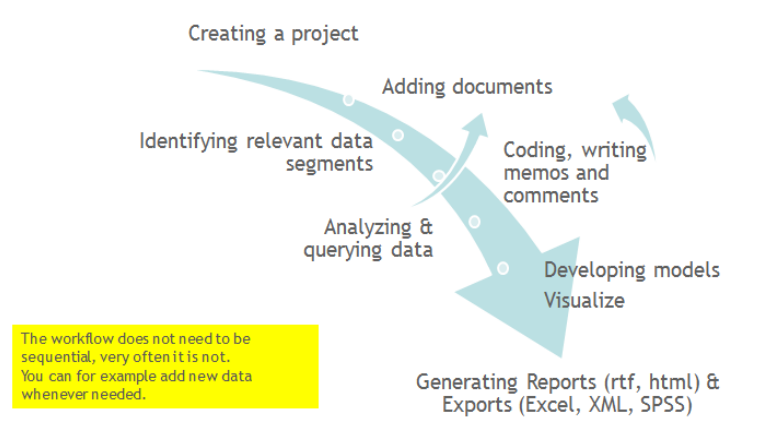 Creating a project
Adding documents
Identifying relevant data
segments
Coding, writing
memos and
comments
Analyzing &
querying data
Developing models
Visualize
The workflow does not need to be
sequential, very often it is not.
You can for example add new data
whenever needed.
Generating Reports (rtf, html) &
Exports (Excel, XML, SPSS)